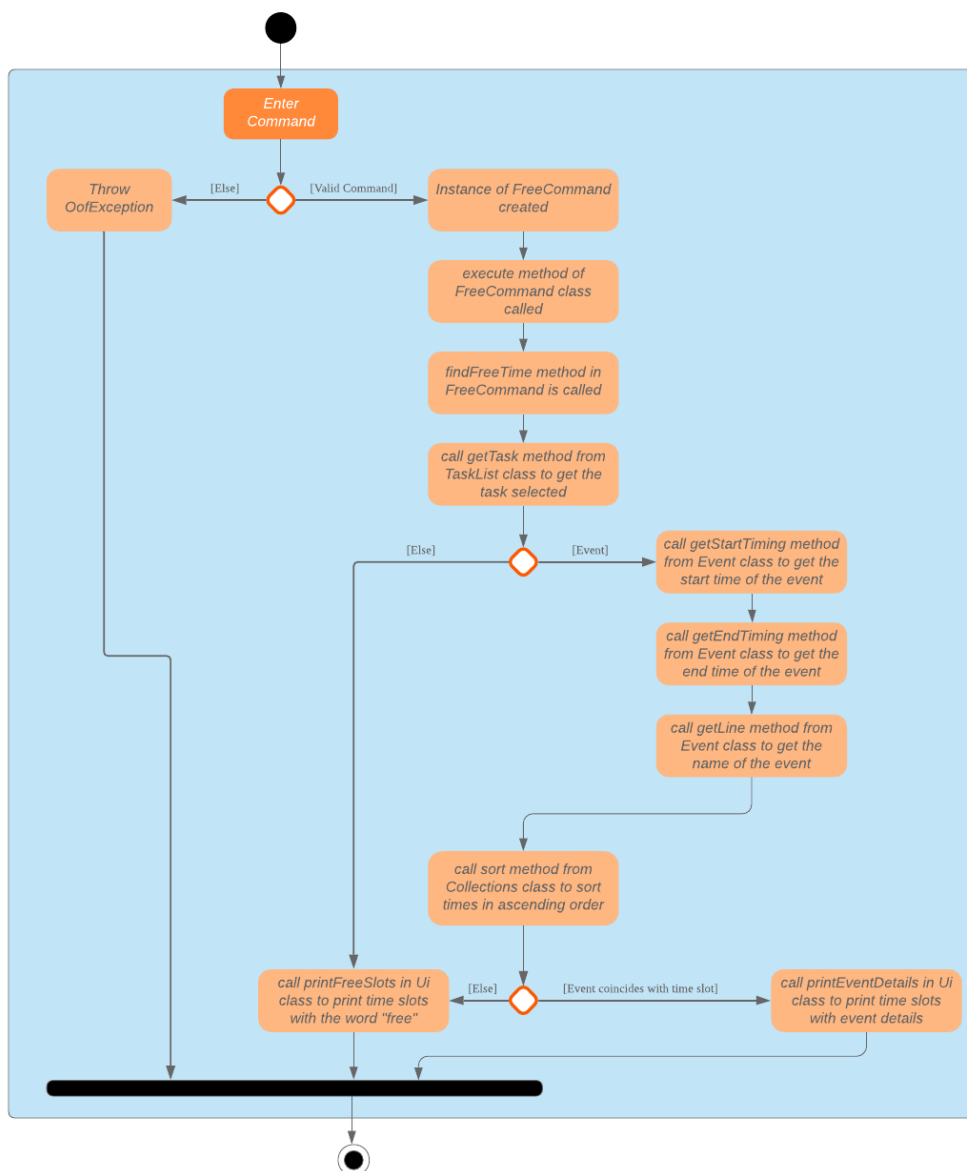 Enter
Command
Throw
OofException
[Else]
[Valid Command]
Instance of FreeCommand
created
execute method of
FreeCommand class
called
findFreeTime method in
FreeCommand is called
call getTask method from
TaskList class to get the
task selected
[Else]
[Event]
call getStartTiming method
from Event class to get the
start time of the event
call getEndTiming method
from Event class to get the
end time of the event
call getLine method from
Event class to get the
name of the event
call sort method from
Collections class to sort
times in ascending order
call printFreeSlots in Ui
class to print time slots
with the word "free"
[Else]
[Event coincides with time slot]
call printEventDetails in Ui
class to print time slots
with event details